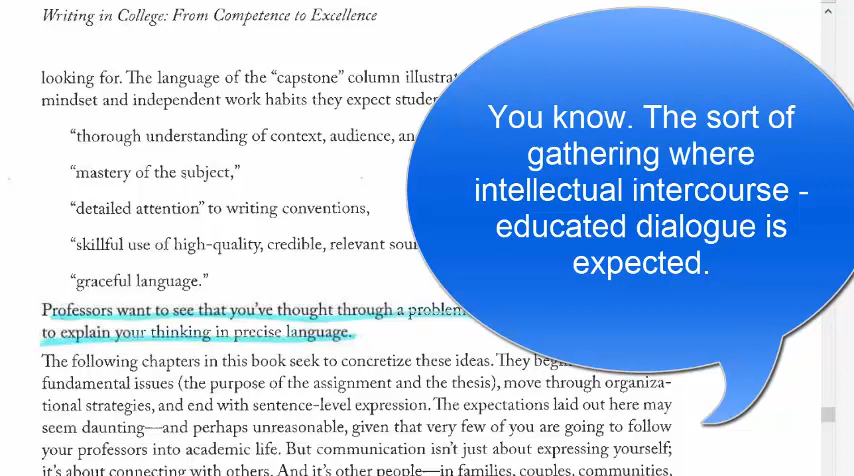 Writing in College: From Competence to Excellence
looking for. The language of the “capstone” column
mindset and independent work habits they expect
“thorough understanding of context, audience,
“mastery of the subject,”
“detailed attention” to writing conventions,
“skillful use of high-quality, credible, relevant
“graceful language.”
Professors want to see that you’ve thought through a
to explain your thinking in precise language.
The following chapters in this book seek to concretize these ideas. They
fundamental issues (the purpose of the assignment and the thesis), move through organiza-
tional strategies, and end with sentence-level expression. The expectations laid out here may
seem daunting—and perhaps unreasonable, given that very few of you are going to follow
your professors into academic life. But communication isn’t just about expressing yourself;
it’s about connecting with others. And it’s other people—in families, couples, communities,
You know. The sort of
gathering where
intellectual intercourse -
educated dialogue is
expected.